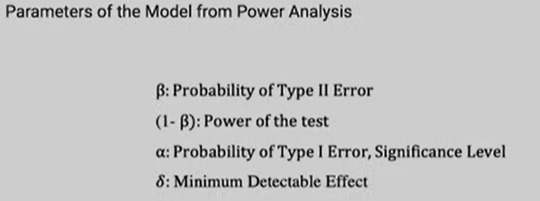 Parameters of the Model from Power Analysis
β: Probability of Type II Error
(1- β): Power of the test
α: Probability of Type I Error, Significance Level
δ: Minimum Detectable Effect